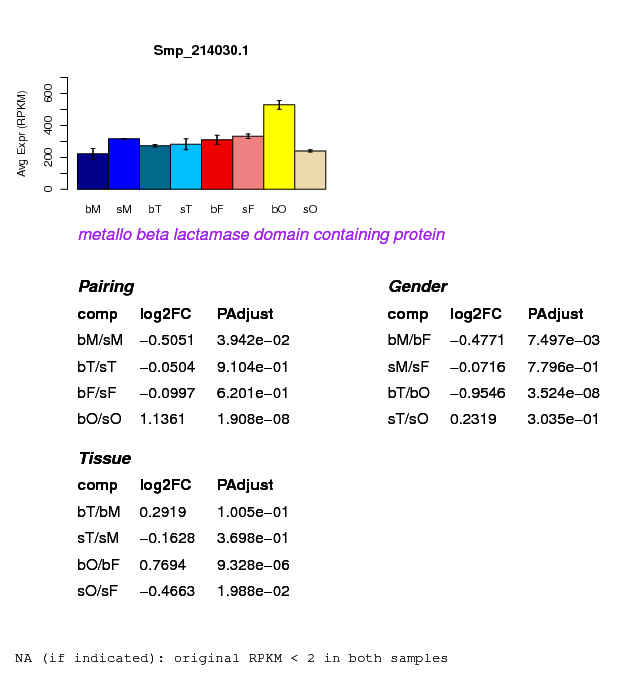 Smp_214030.1
Avg Expr (RPKM)
0 200 400 600
bM sM bT sT bF sF bO sO
metallo beta lactamase domain containing protein
Pairing
comp log2FC PAdjust
bM/sM −0.5051 3.942e−02
bT/sT −0.0504 9.104e−01
bF/sF −0.0997 6.201e−01
bO/sO 1.1361 1.908e−08
Gender
comp log2FC PAdjust
bM/bF −0.4771 7.497e−03
sM/sF −0.0716 7.796e−01
bT/bO −0.9546 3.524e−08
sT/sO 0.2319 3.035e−01
Tissue
comp log2FC PAdjust
bT/bM 0.2919 1.005e−01
sT/sM −0.1628 3.698e−01
bO/bF 0.7694 9.328e−06
sO/sF −0.4663 1.988e−02
NA (if indicated): original RPKM < 2 in both samples